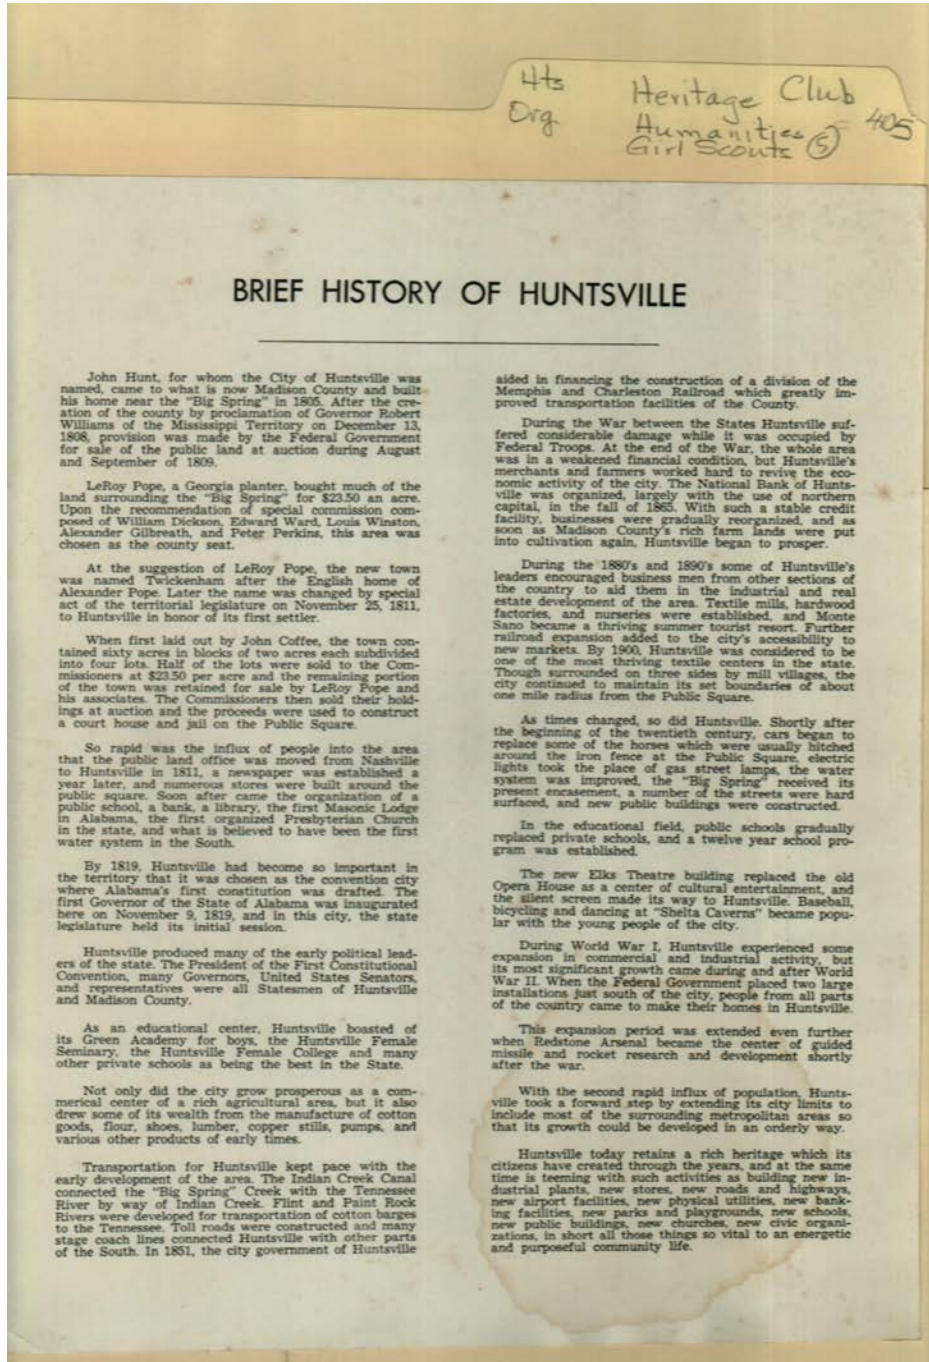 4ts
Org
Heritage Club
Humanities - 405
Girl Scouts (5)
BRIEF HISTORY OF HUNTSVILLE
John Hunt, for whom the City of Huntsville was
named, came to what is now Madison County and built
his home near the "Big Spring" in 1805. After the cre-
ation of the county by proclamation of Governor Robert
Williams of the Mississippi Territory on December 13,
1808, provision was made by the Federal Government
for sale of the public land at auction during August
and September of 1809.
LeRoy Pope, a Georgia planter, bought much of the
land surrounding the "Big Spring" for $23.50 an acre.
Upon the recommendation of special commission com-
posed of William Dickson, Edward Ward, Louis Winston,
Alexander Gilbreath, and Peter Perkins, this area was
chosen as the county seat.
At the suggestion of LeRoy Pope, the new town
was named Twickenham after the English home of
Alexander Pope. Later the name was changed by special
act of the territorial legislature on November 25, 1811,
to Huntsville in honor of its first settler.
When first laid out by John Coffee, the town con-
tained sixty acres in blocks of two acres each subdivided
into four lots. Half of the lots were sold to the Com-
missioners at $23.50 per acre and the remaining portion
of the town was retained for sale by LeRoy Pope and
his associates. The Commissioners then sold their hold-
ings at auction and the proceeds were used to construct
a court house and jail on the Public Square.
So rapid was the influx of people into the area
that the public land office was moved from Nashville
to Huntsville in 1811, a newspaper was established a
year later, and numerous stores were built around the
public square. Soon after came the organization of a
public school, a bank, a library, the first Masonic Lodge
in Alabama, the first organized Presbyterian Church
in the state, and what is believed to have been the first
water system in the South.
By 1819, Huntsville had become so important in
the territory that it was chosen as the convention city
where Alabama's first constitution was drafted. The
first Governor of the State of Alabama was inaugurated
here on November 9, 1819, and in this city, the state
legislature held its initial session.
Huntsville produced many of the early political lead-
ers of the state. The President of the First Constitutional
Convention, many Governors, United States Senators,
and representatives were all Statesmen of Huntsville
and Madison County.
As an educational center, Huntsville boasted of
its Green Academy for boys, the Huntsville Female
Seminary, the Huntsville Female College and many
other private schools as being the best in the State.
Not only did the city grow prosperous as a com-
merical center of a rich agricultural area, but it also
drew some of its wealth from the manufacture of cotton
goods, flour, shoes, lumber, copper stills, pumps, and
various other products of early times.
Transportation for Huntsville kept pace with the
early development of the area. The Indian Creek Canal
connected the "Big Spring" Creek with the Tennessee
River by way of Indian Creek. Flint and Paint Rock
Rivers were developed for transportation of cotton barges
to the Tennessee. Toll roads were constructed and many
stage coach lines connected Huntsville with other parts
of the South. In 1851, the city government of Huntsville
aided in financing the construction of a division of the
Memphis and Charleston Railroad which greatly im-
proved transportation facilities of the County.
During the War between the States Huntsville suf-
fered considerable damage while it was occupied by
Federal Troops. At the end of the War, the whole area
was in a weakened financial condition, but Huntsville's
merchants and farmers worked hard to revive the eco-
nomic activity of the city. The National Bank of Hunts-
ville was organized, largely with the use of northern
capital, in the fall of 1865. With such a stable credit
facility, businesses were gradually reorganized, and as
soon as Madison County's rich farm lands were put
into cultivation again, Huntsville began to prosper.
During the 1880's and 1890's some of Huntsville's
leaders encouraged business men from other sections of
the country to aid them in the industrial and real
estate development of the area. Textile mills, hardwood
factories, and nurseries were established, and Monte
Sano became a thriving summer tourist resort. Further
railroad expansion added to the city's accessibility to
new markets. By 1900, Huntsville was considered to be
one of the most thriving textile centers in the state.
Though surrounded on three sides by mill villages, the
city continued to maintain its set boundaries of about
one mile radius from the Public Square.
As times changed, so did Huntsville. Shortly after
the beginning of the twentieth century, cars began to
replace some of the horses which were usually hitched
around the iron fence at the Public Square, electric
lights took the place of gas street lamps, the water
system was improved, the "Big Spring" received its
present encasement, a number of the streets were hard
surfaced, and new public buildings were constructed.
In the educational field, public schools gradually
replaced private schools, and a twelve year school pro-
gram was established.
The new Elks Theatre building replaced the old
Opera House as a center of cultural entertainment, and
the silent screen made its way to Huntsville. Baseball,
bicycling and dancing at "Shelta Caverns" became popu-
lar with the young people of the city.
During World War I, Huntsville experienced some
expansion in commercial and industrial activity, but
its most significant growth came during and after World
War II. When the Federal Government placed two large
installations just south of the city, people from all parts
of the country came to make their homes in Huntsville.
This expansion period was extended even further
when Redstone Arsenal became the center of guided
missile and rocket research and development shortly
after the war.
With the second rapid influx of population, Hunts-
ville took a forward step by extending its city limits to
include most of the surrounding metropolitan areas so
that its growth could be developed in an orderly way.
Huntsville today retains a rich heritage which its
citizens have created through the years, and at the same
time is teeming with such activities as building new in-
dustrial plants, new stores, new roads and highways,
new airport facilities, new physical utilities, new bank-
ing facilities, new parks and playgrounds, new schools,
new public buildings, new churches, new civic organi-
zations, in short all those things so vital to an energetic
and purposeful community life.